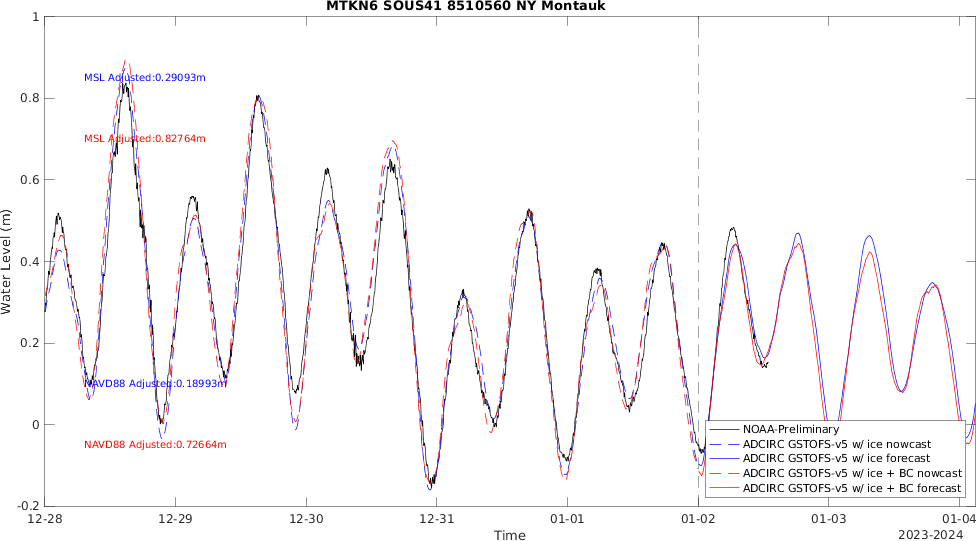 MTKN6 SOUS41 8510560 NY Montauk
1
0.8
0.6
0.4
0.2
0
-0.2
Water Level (m)
MSL Adjusted:0.29093m
MSL Adjusted:0.82764m
NAVD88 Adjusted:0.18993m
NAVD88 Adjusted:0.72664m
NOAA-Preliminary
ADCIRC GSTOFS-v5 w/ ice nowcast
ADCIRC GSTOFS-v5 w/ ice forecast
ADCIRC GSTOFS-v5 w/ ice + BC nowcast
ADCIRC GSTOFS-v5 w/ ice + BC forecast
12-28 12-29 12-30 12-31 01-01 01-02 01-03 01-04
Time
2023-2024